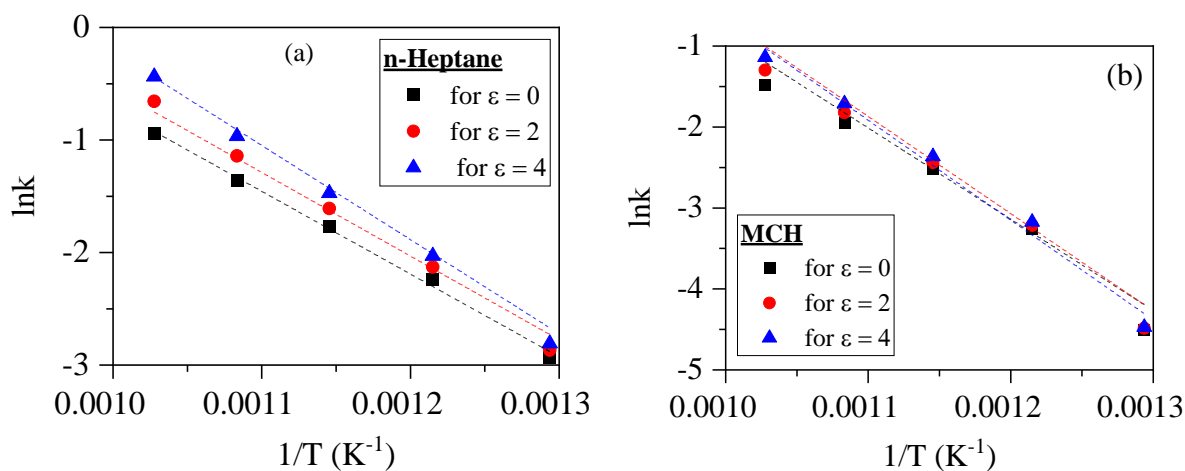 (a)
n-Heptane
for ε = 0
for ε = 2
for ε = 4
0
-1
-2
-3
lnk
0.0010
0.0011
0.0012
0.0013
1/T (K⁻¹)
(b)
MCH
for ε = 0
for ε = 2
for ε = 4
-1
-2
-3
-4
-5
lnk
0.0010
0.0011
0.0012
0.0013
1/T (K⁻¹)